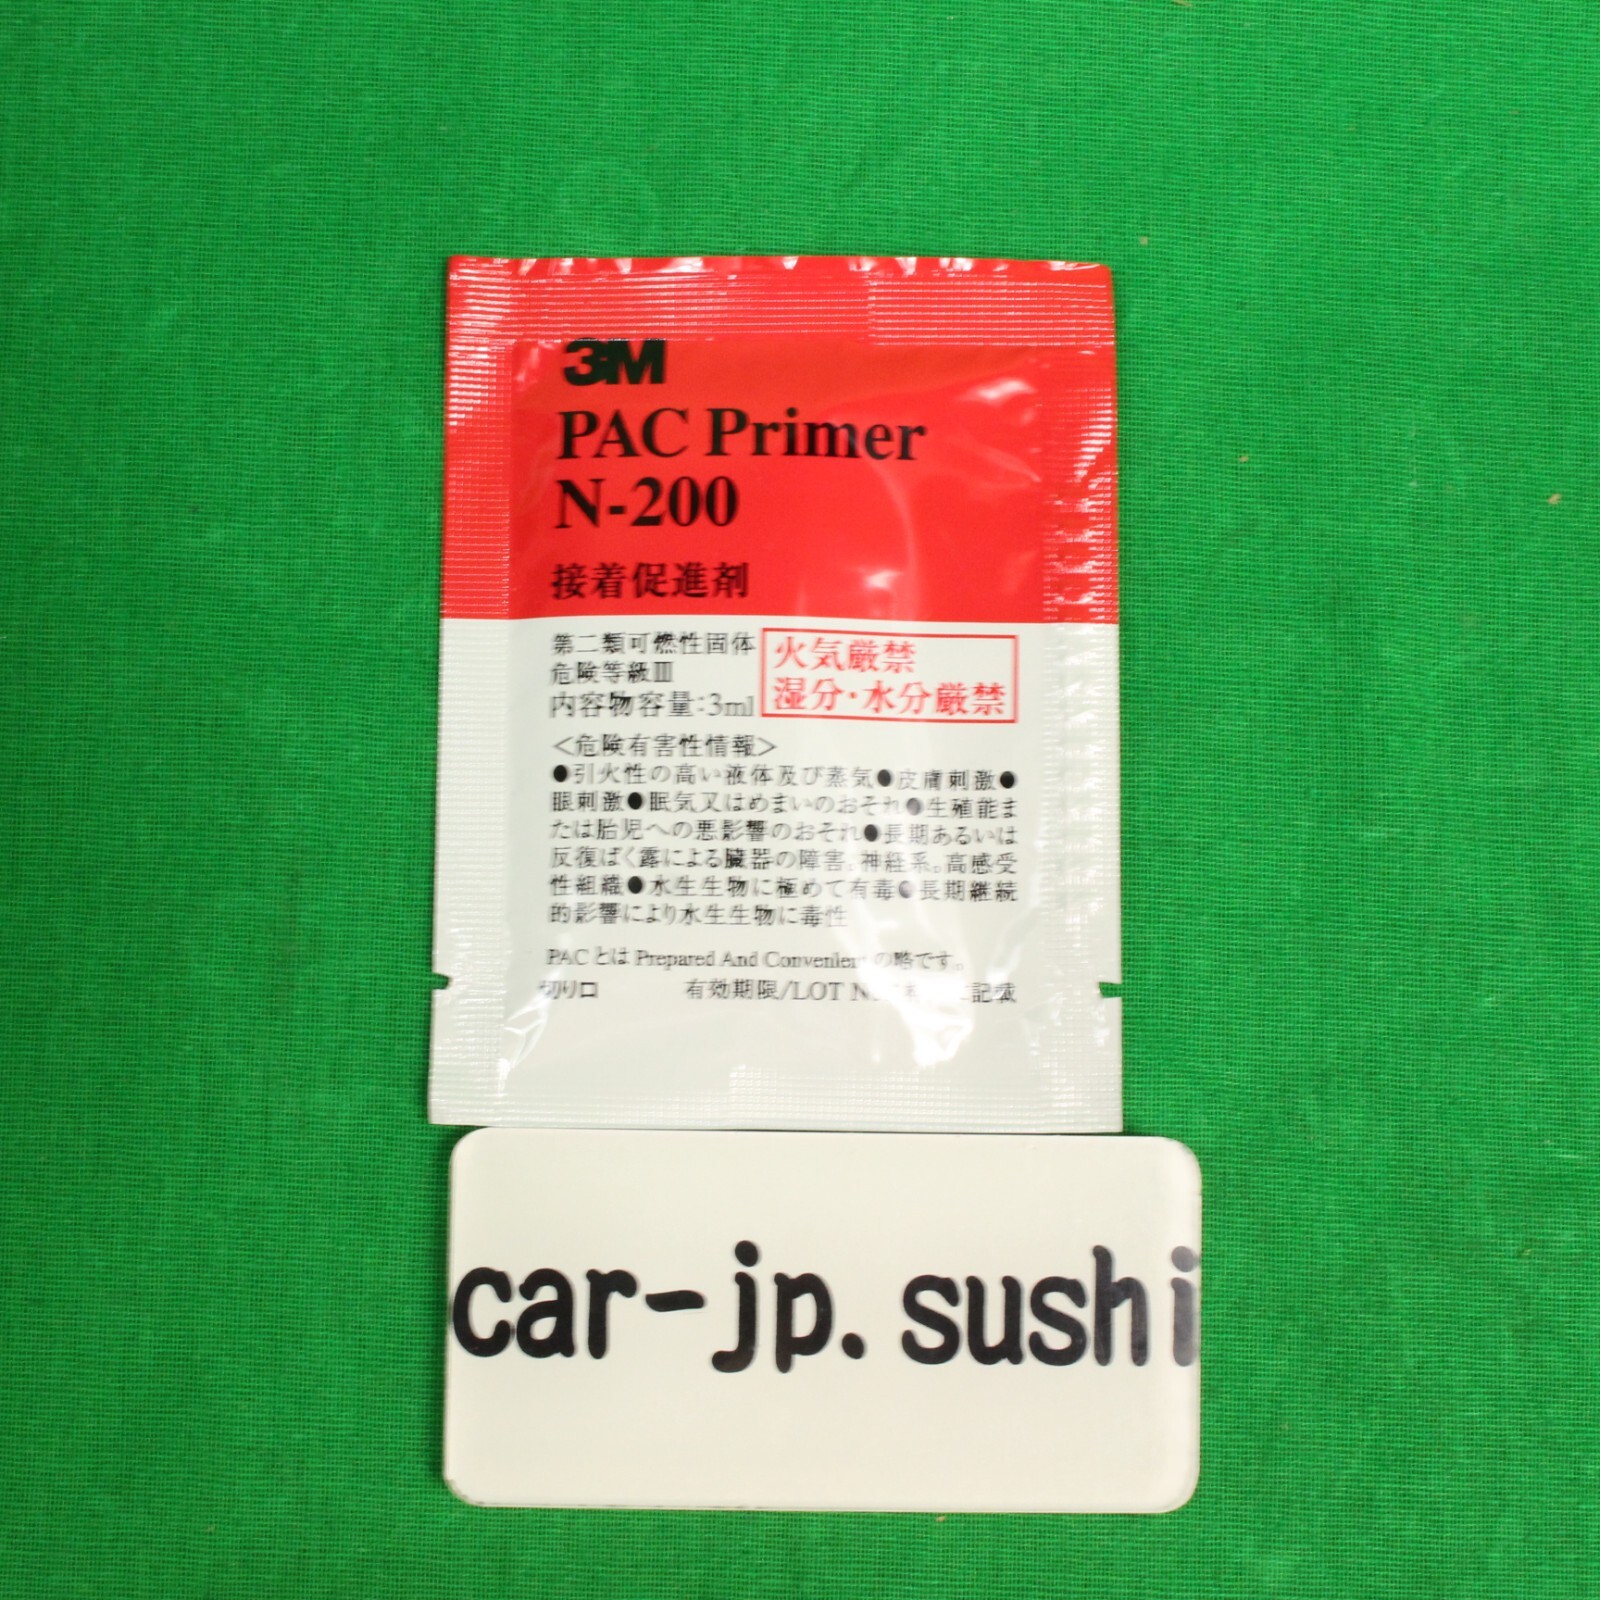 3M
PAC Primer
N-200
接着促進剤
第二類可燃性固体
危険等級Ⅲ
内容物容量:3ml
火気厳禁
湿分・水分厳禁
<危険有害性情報>
●引火性の高い液体及び蒸気●皮膚刺激●
眼刺激●眠気又はめまいのおそれ●生殖能ま
たは胎児への悪影響のおそれ●長期あるいは
反復ばく露による臓器の障害。神経系。高感受
性組織●水生生物に極めて有毒●長期継続
的影響により水生生物に毒性
PACとは Prepared And Convenient の略です。
切り口
有効期限/LOT 記載
car-jp.sushi